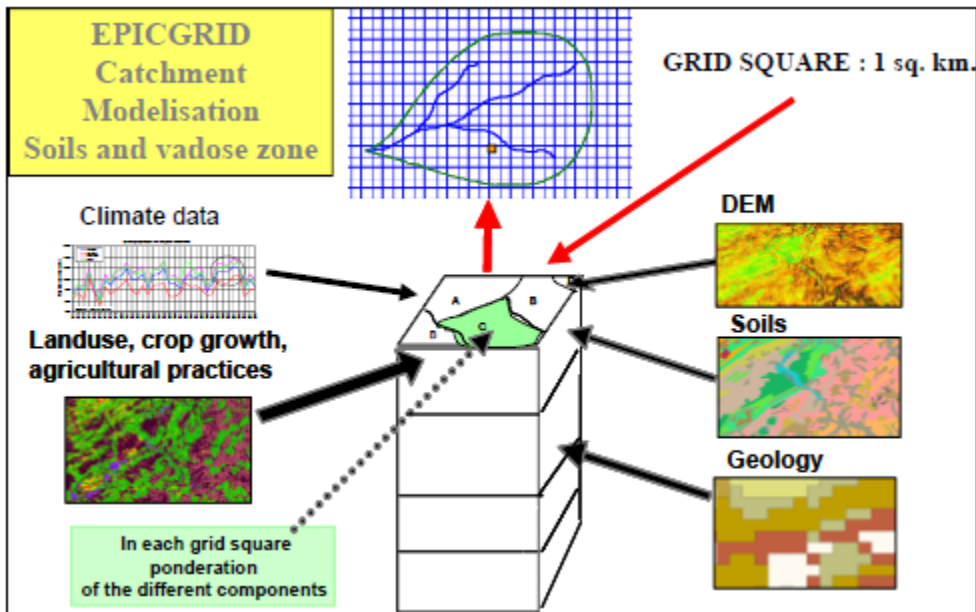 EPICGRID
Catchment
Modelisation
Soils and vadose zone
GRID SQUARE : 1 sq. km.
Climate data
DEM
A
B
D
C
B
Soils
Landuse, crop growth,
agricultural practices
Geology
In each grid square
ponderation
of the different components